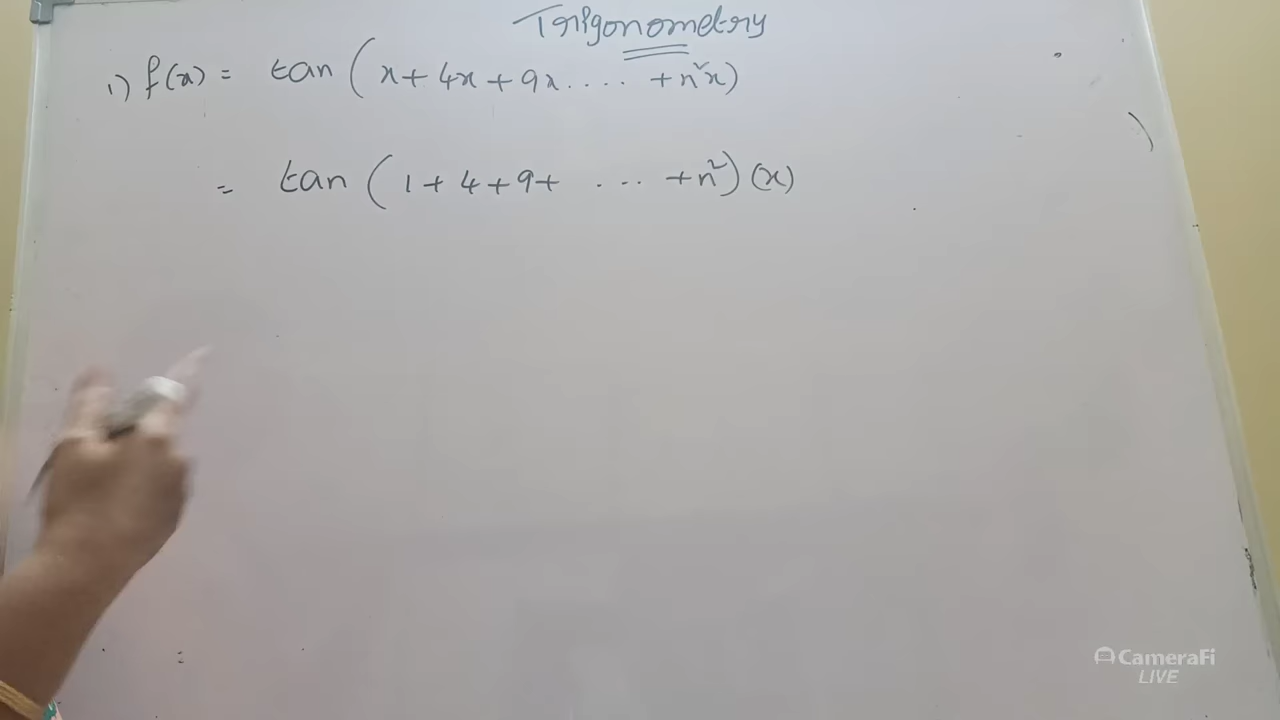 Trigonometry
1) f(x) = tan (x + 4x + 9x .... + n²x)
= tan (1 + 4 + 9 + .... + n²) (x)
CameraFi
LIVE